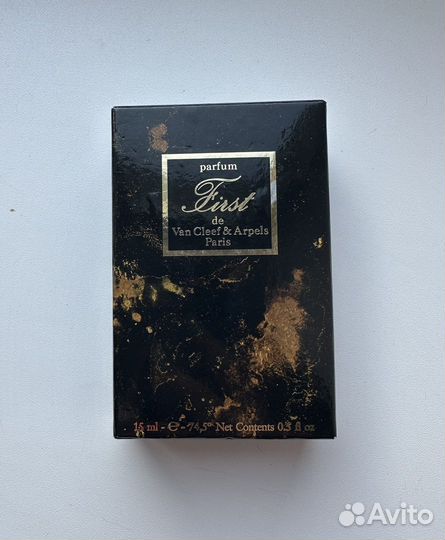 parfum
First
de
Van Cleef & Arpels
Paris
15 ml - ℮ - 74,5° Net Contents 0.5 fl oz
Avito